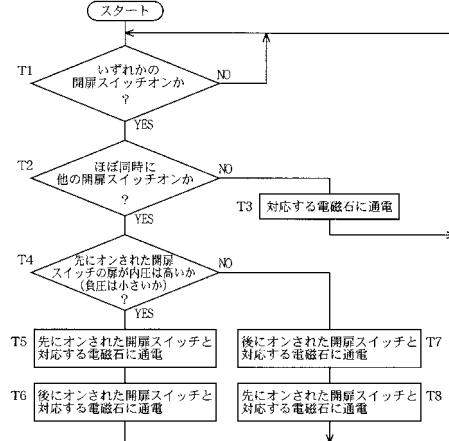 スタート
T1
いずれかの
開扉スイッチオンか
?
NO
YES
T2
ほぼ同時に
他の開扉スイッチオンか
?
NO
YES
T3
対応する電磁石に通電
T4
先にオンされた開扉
スイッチの扉が内圧は高いか
(負圧は小さいか)
?
NO
YES
T5
先にオンされた開扉スイッチと
対応する電磁石に通電
後にオンされた開扉スイッチと
対応する電磁石に通電
T7
T6
後にオンされた開扉スイッチと
対応する電磁石に通電
先にオンされた開扉スイッチと
対応する電磁石に通電
T8